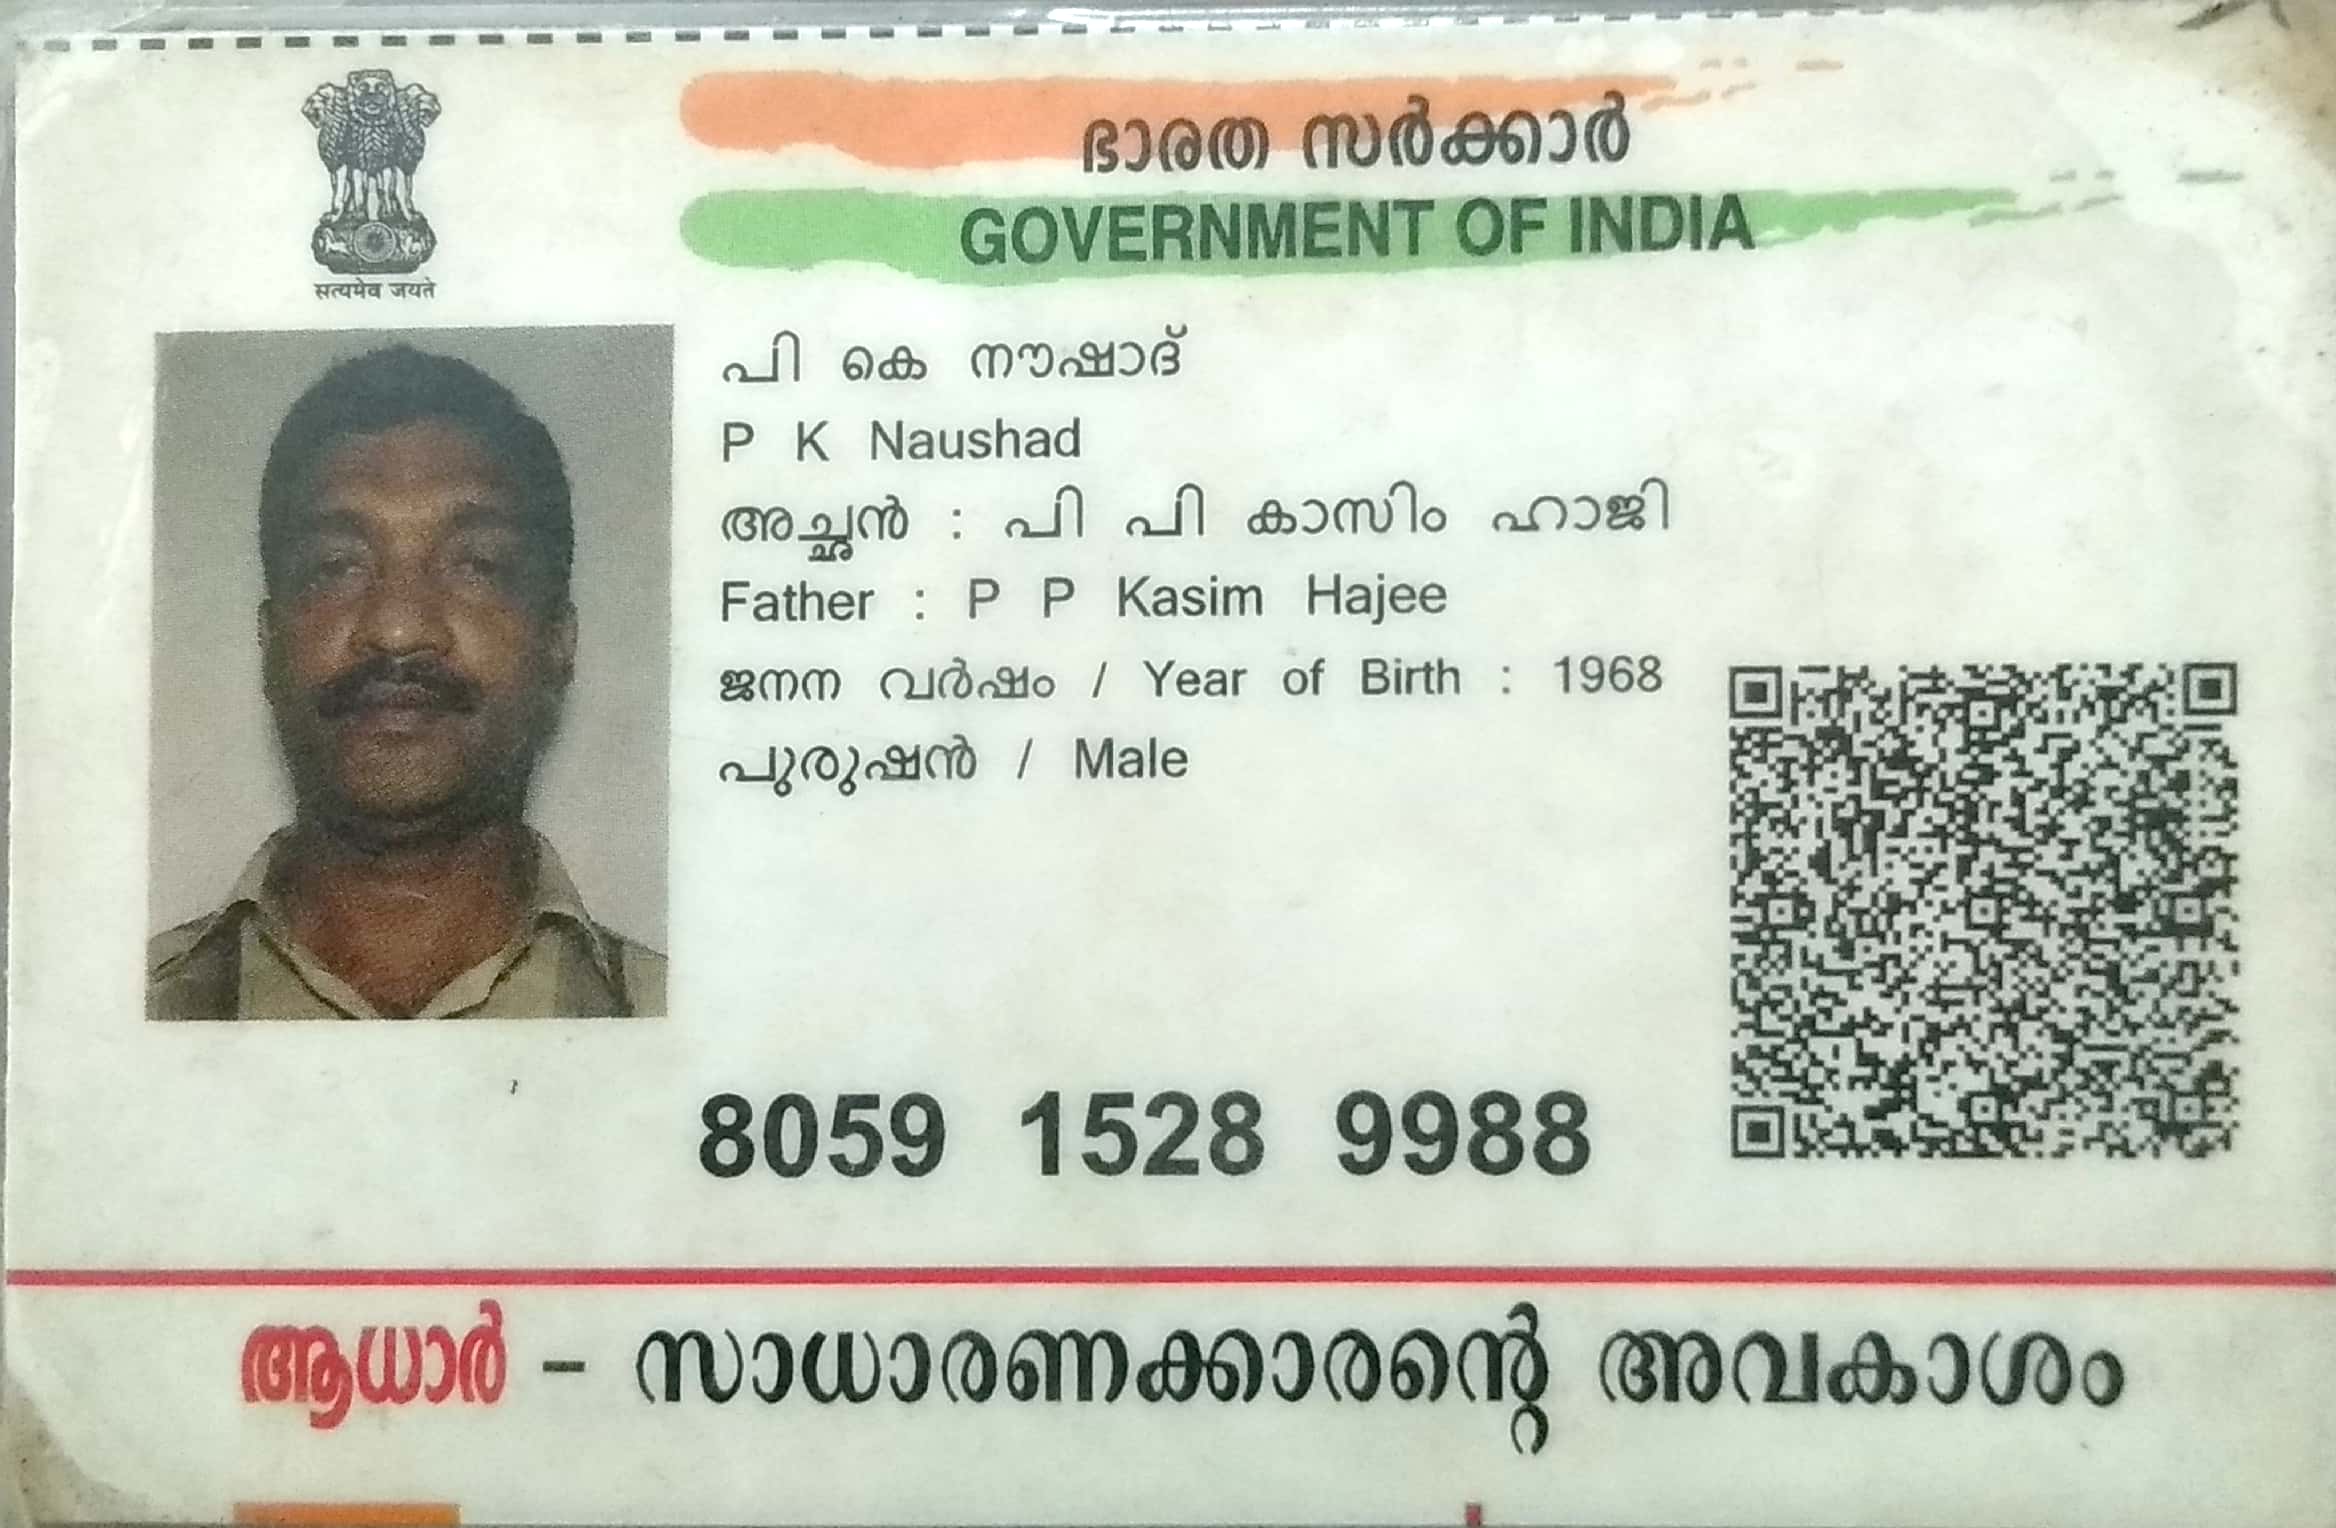 ഭാരത സർക്കാർ
GOVERNMENT OF INDIA
सत्यमेव जयते
പി കെ നൗഷാദ്
P K Naushad
അച്ഛൻ : പി പി കാസിം ഹാജി
Father : P P Kasim Hajee
ജനന വർഷം / Year of Birth : 1968
പുരുഷൻ / Male
8059 1528 9988
ആധാർ – സാധാരണക്കാരന്റെ അവകാശം